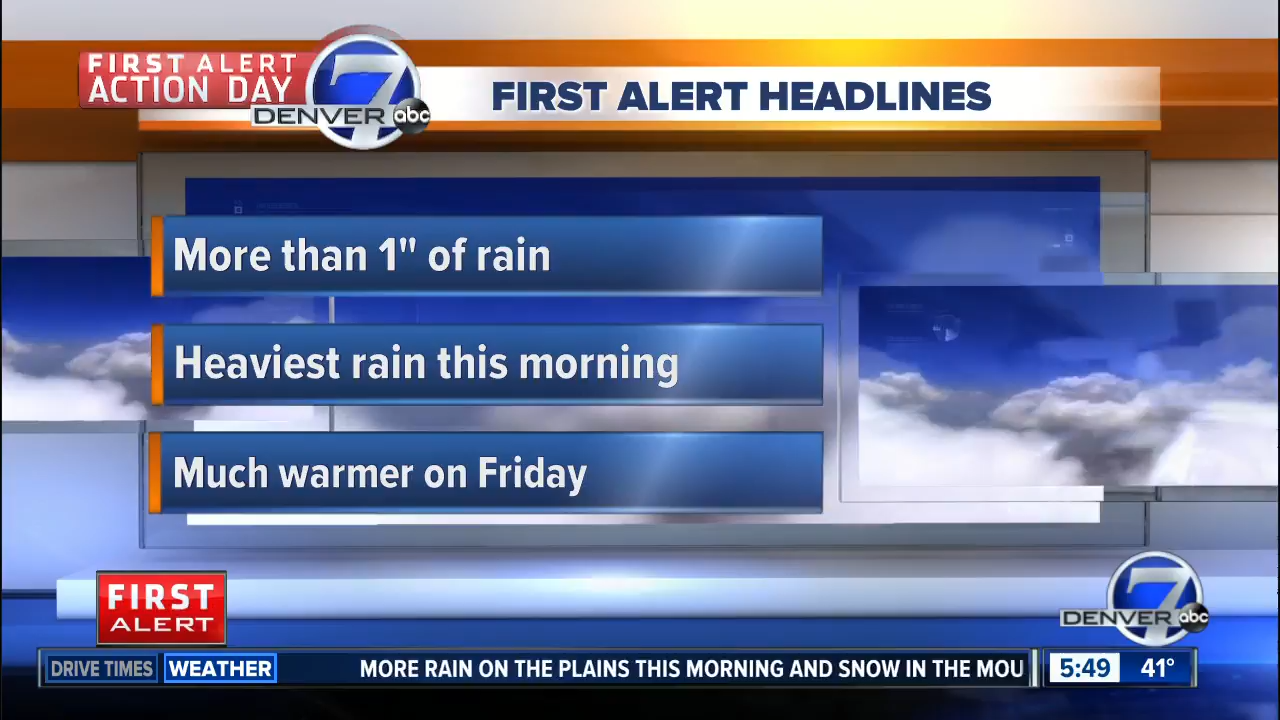 FIRST ALERT
ACTION DAY
7
DENVER abc
FIRST ALERT HEADLINES
More than 1" of rain
Heaviest rain this morning
Much warmer on Friday
FIRST
ALERT
7
DENVER abc
DRIVE TIMES WEATHER MORE RAIN ON THE PLAINS THIS MORNING AND SNOW IN THE MOU 5:49 41°